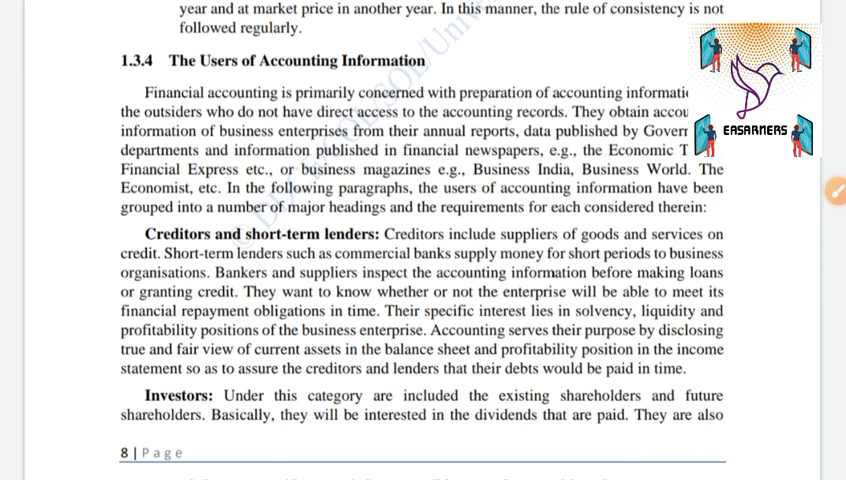 year and at market price in another year. In this manner, the rule of consistency is not
followed regularly.
1.3.4 The Users of Accounting Information
Financial accounting is primarily concerned with preparation of accounting
the outsiders who do not have direct access to the accounting records. They obtain
information of business enterprises from their annual reports, data published by
departments and information published in financial newspapers, e.g., the Economic
Financial Express etc., or business magazines e.g., Business India, Business World. The
Economist, etc. In the following paragraphs, the users of accounting information have been
grouped into a number of major headings and the requirements for each considered therein:
Creditors and short-term lenders: Creditors include suppliers of goods and services on
credit. Short-term lenders such as commercial banks supply money for short periods to business
organisations. Bankers and suppliers inspect the accounting information before making loans
or granting credit. They want to know whether or not the enterprise will be able to meet its
financial repayment obligations in time. Their specific interest lies in solvency, liquidity and
profitability positions of the business enterprise. Accounting serves their purpose by disclosing
true and fair view of current assets in the balance sheet and profitability position in the income
statement so as to assure the creditors and lenders that their debts would be paid in time.
Investors: Under this category are included the existing shareholders and future
shareholders. Basically, they will be interested in the dividends that are paid. They are also
8 | Page
EASARNERS